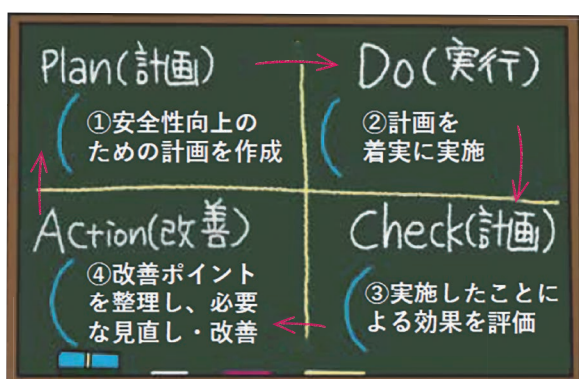 Plan(計画)
①安全性向上の
ための計画を作成
Do(実行)
②計画を
着実に実施
Check(計画)
③実施したことに
よる効果を評価
Action(改善)
④改善ポイント
を整理し、必要
な見直し・改善